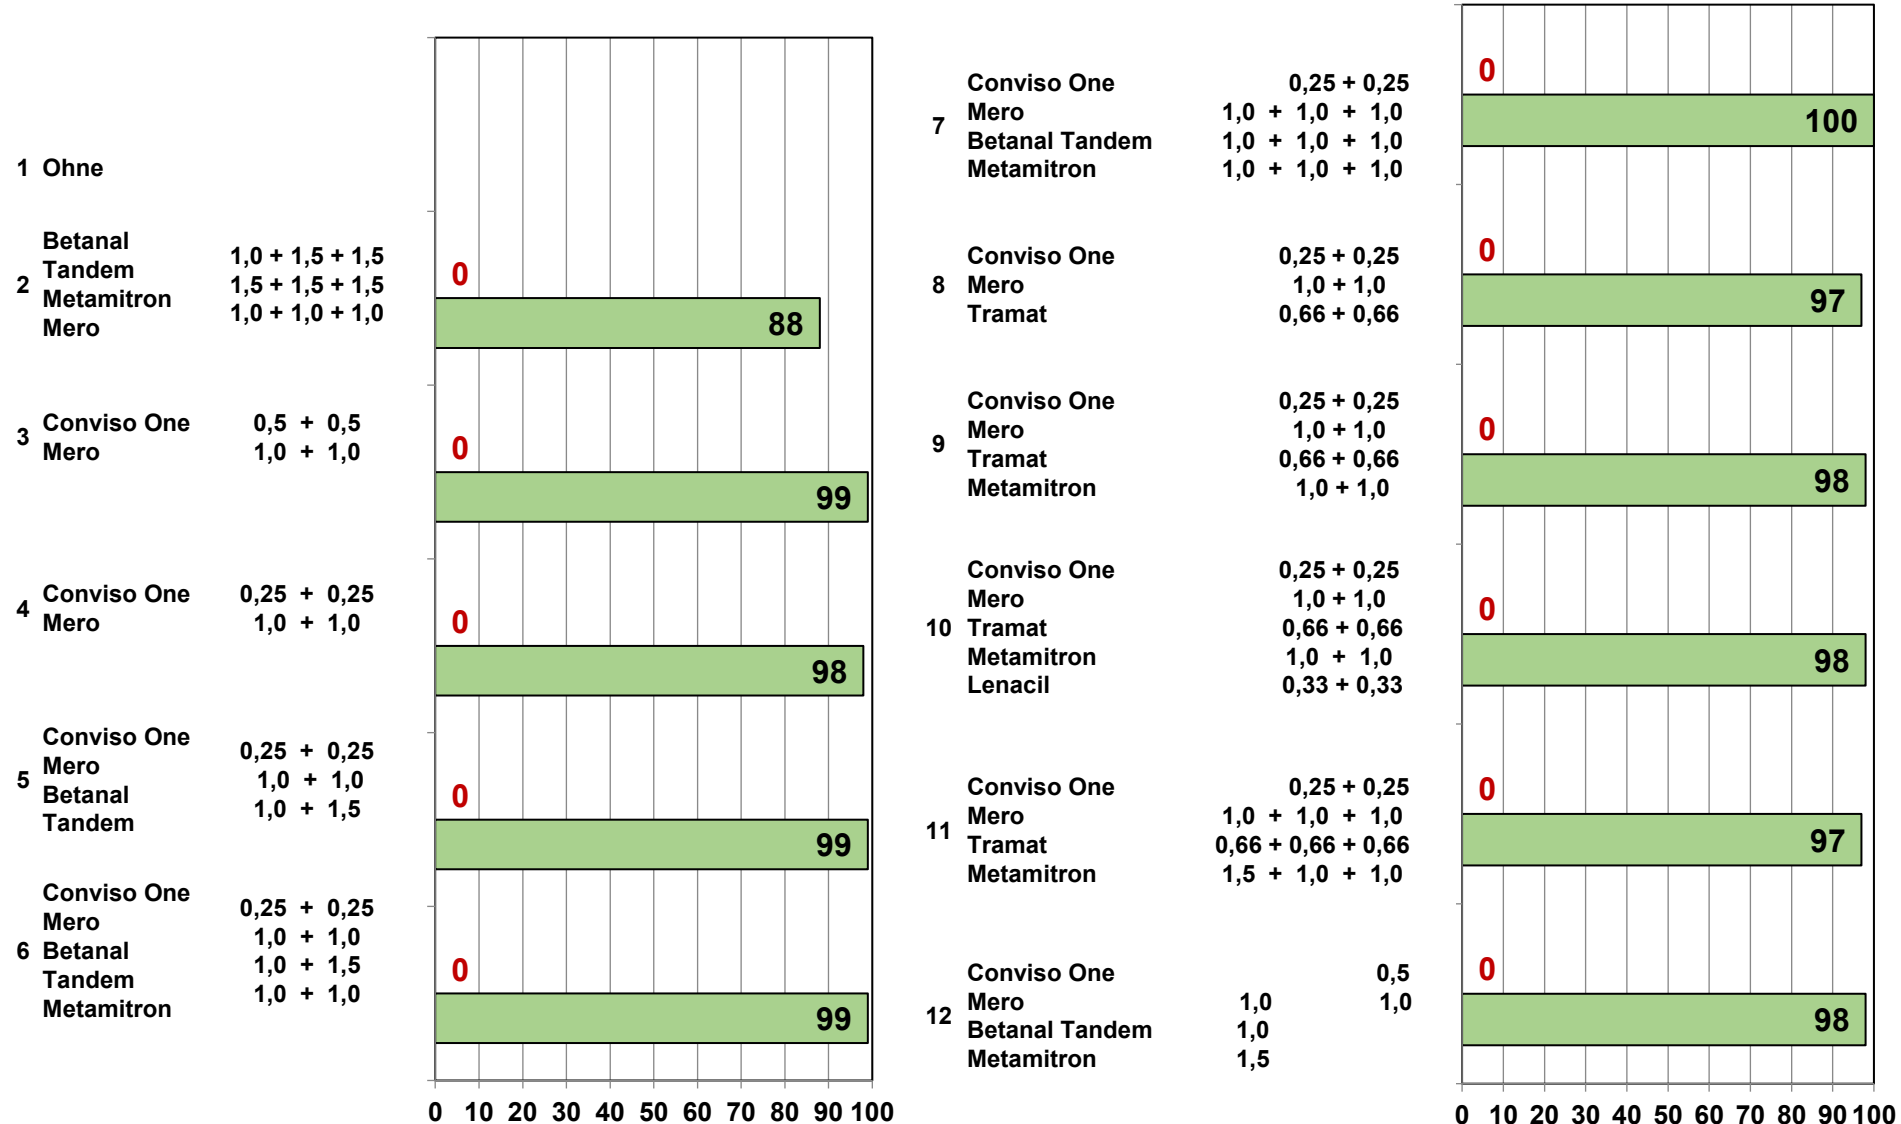 1 Ohne
2
Betanal 1,0 + 1,5 + 1,5
Tandem 1,5 + 1,5 + 1,5
Metamitron 1,0 + 1,0 + 1,0
Mero
0
88
3
Conviso One 0,5 + 0,5
Mero 1,0 + 1,0
0
99
4
Conviso One 0,25 + 0,25
Mero 1,0 + 1,0
0
98
5
Conviso One 0,25 + 0,25
Mero 1,0 + 1,0
Betanal 1,0 + 1,5
Tandem
0
99
6
Conviso One 0,25 + 0,25
Mero 1,0 + 1,0
Betanal 1,0 + 1,5
Tandem 1,0 + 1,0
Metamitron
0
99
0 10 20 30 40 50 60 70 80 90 100
7
Conviso One 0,25 + 0,25
Mero 1,0 + 1,0 + 1,0
Betanal Tandem 1,0 + 1,0 + 1,0
Metamitron 1,0 + 1,0 + 1,0
0
100
8
Conviso One 0,25 + 0,25
Mero 1,0 + 1,0
Tramat 0,66 + 0,66
0
97
9
Conviso One 0,25 + 0,25
Mero 1,0 + 1,0
Tramat 0,66 + 0,66
Metamitron 1,0 + 1,0
0
98
10
Conviso One 0,25 + 0,25
Mero 1,0 + 1,0
Tramat 0,66 + 0,66
Metamitron 1,0 + 1,0
Lenacil 0,33 + 0,33
0
98
11
Conviso One 0,25 + 0,25
Mero 1,0 + 1,0 + 1,0
Tramat 0,66 + 0,66 + 0,66
Metamitron 1,5 + 1,0 + 1,0
0
97
12
Conviso One 0,5
Mero 1,0 1,0
Betanal Tandem 1,0
Metamitron 1,5
0
98
0 10 20 30 40 50 60 70 80 90 100